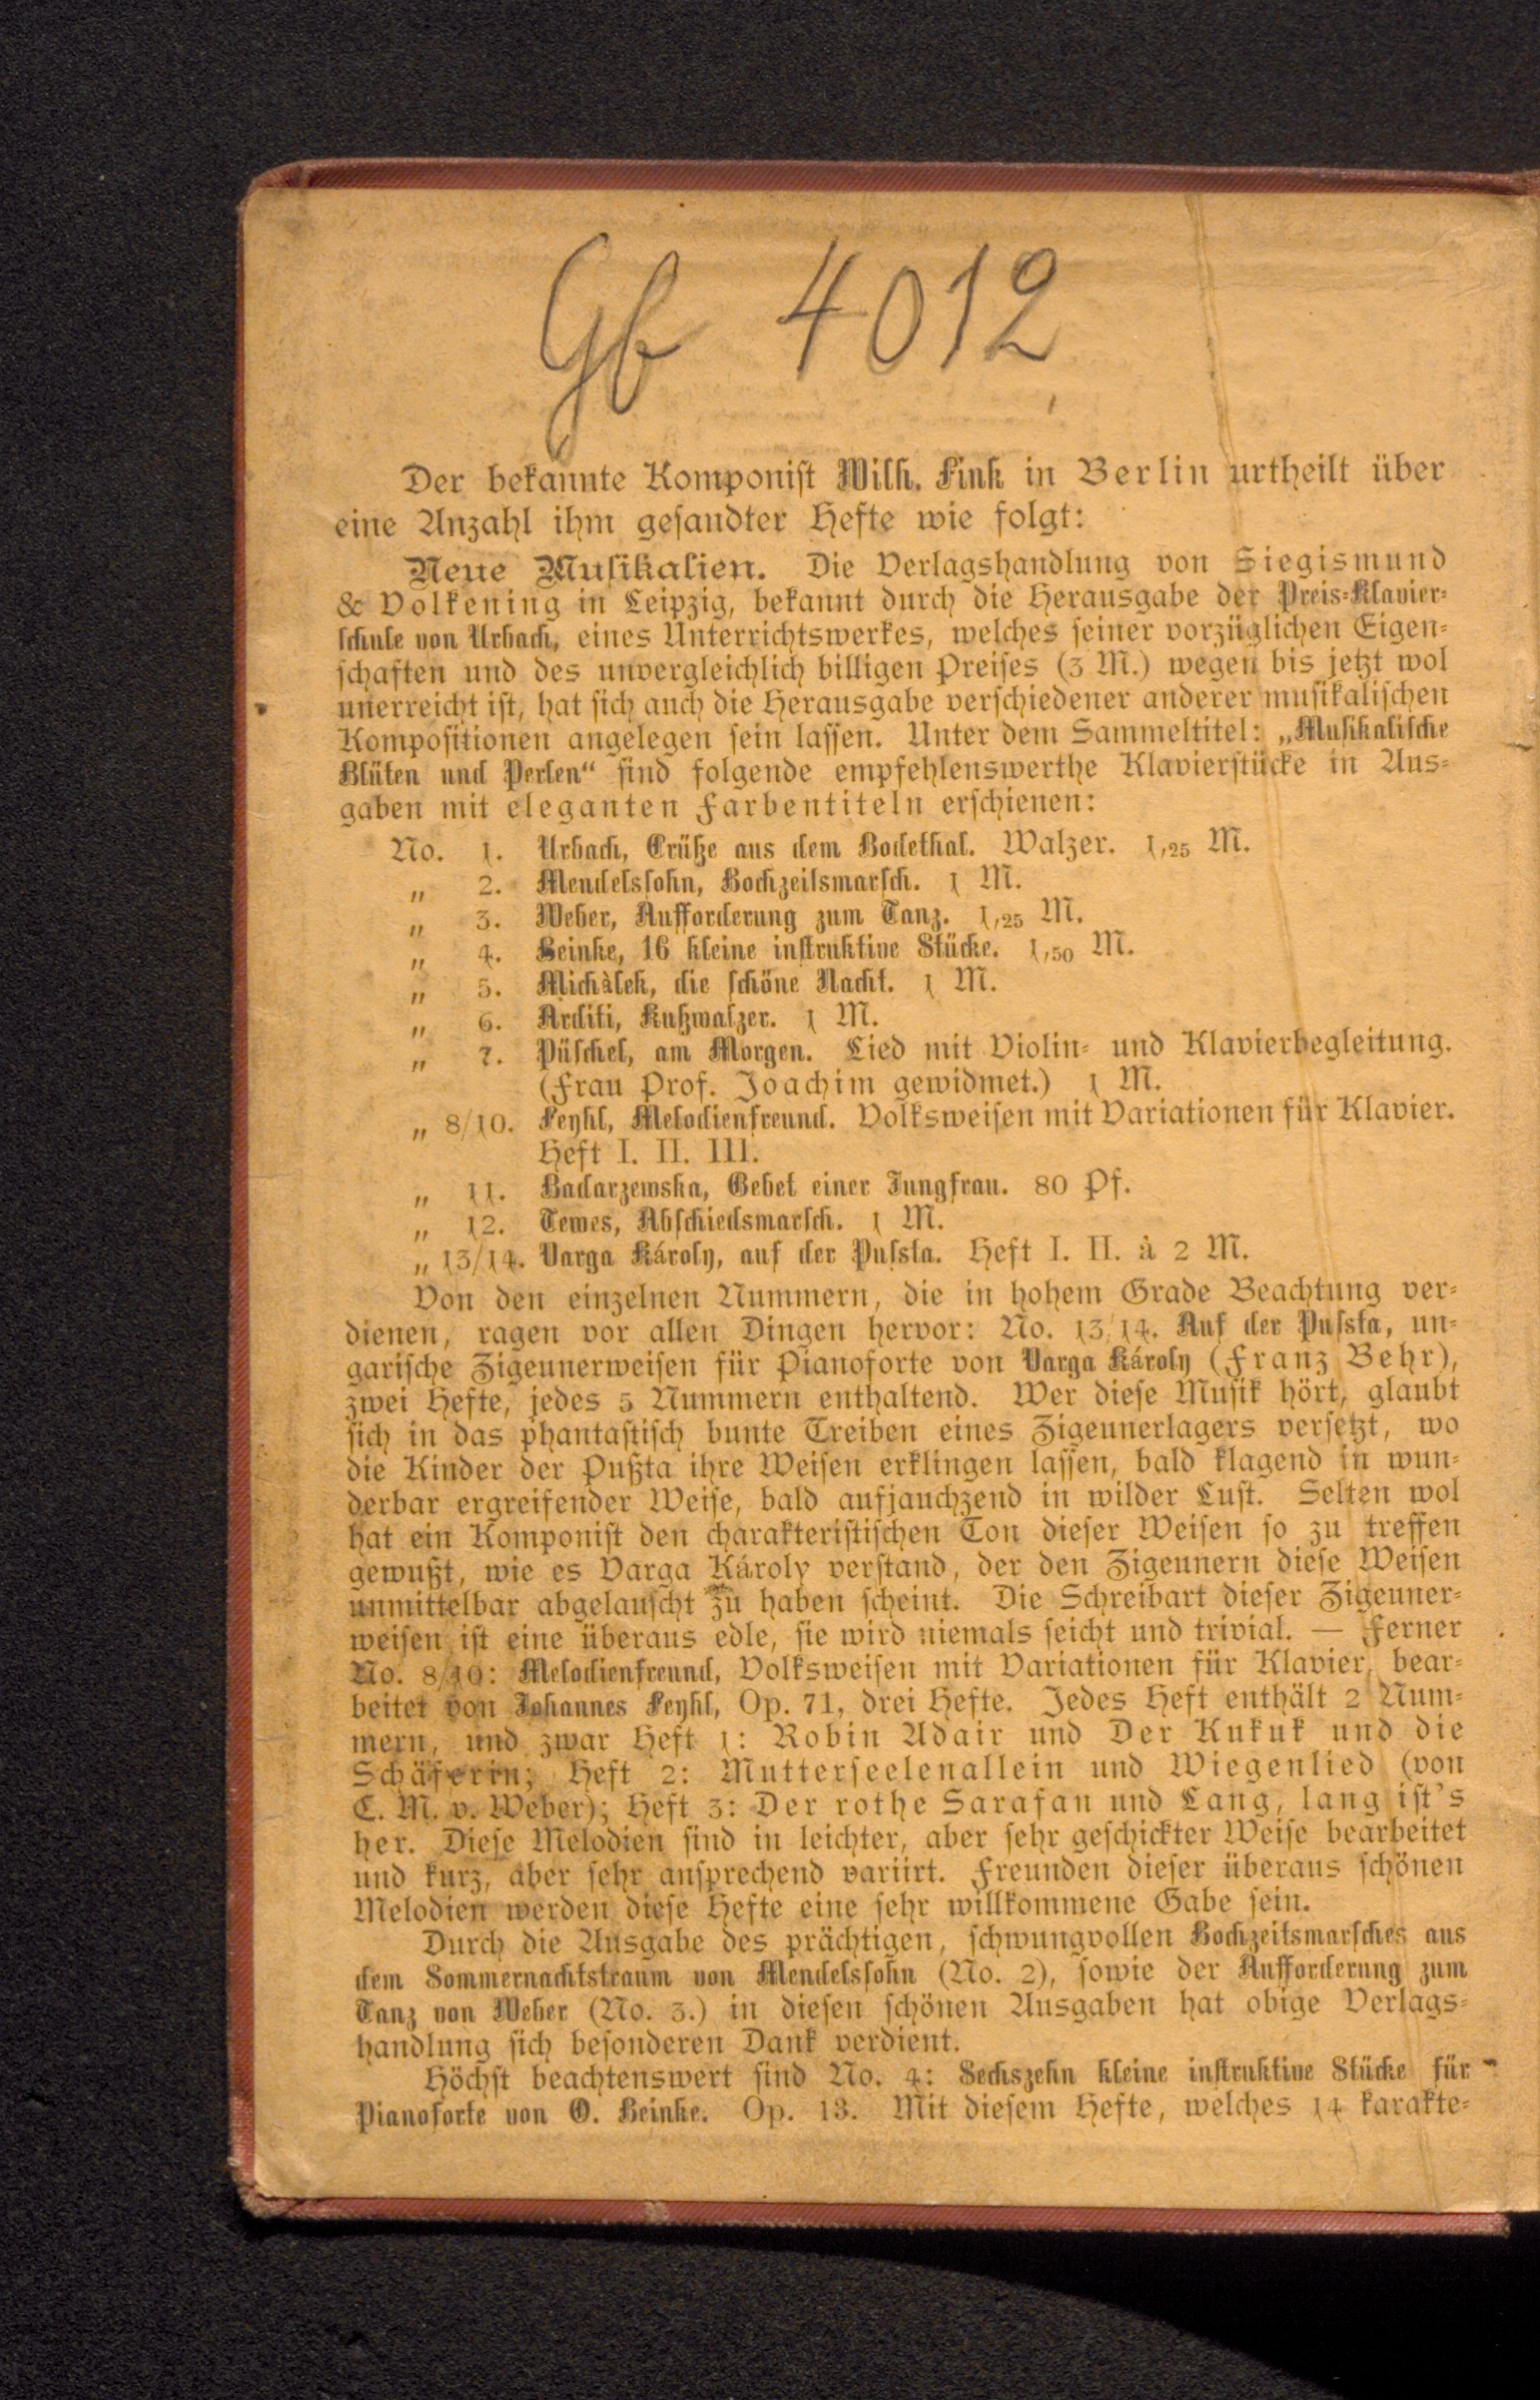 Gb 4012
Der bekannte Komponist Wilh. Fink in Berlin urtheilt über
eine Anzahl ihm gesandter Hefte wie folgt:
Neue Musikalien. Die Verlagshandlung von Siegismund
& Volkening in Leipzig, bekannt durch die Herausgabe der Preis-Klavier-
schule von Urbach, eines Unterrichtswerkes, welches seiner vorzüglichen Eigen-
schaften und des unvergleichlich billigen Preises (3 M.) wegen bis jetzt wol
unerreicht ist, hat sich auch die Herausgabe verschiedener anderer musikalischen
Kompositionen angelegen sein lassen. Unter dem Sammeltitel: „Musikalische
Blüten und Perlen“ sind folgende empfehlenswerthe Klavierstücke in Aus-
gaben mit eleganten Farbentiteln erschienen:
No. 1. Urbach, Grüße aus dem Bodethal. Walzer. 1,25 M.
„ 2. Mendelssohn, Hochzeitsmarsch. 1 M.
„ 3. Weber, Aufforderung zum Tanz. 1,25 M.
„ 4. Heinke, 16 kleine instruktive Stücke. 1,50 M.
„ 5. Michàlek, die schöne Nacht. 1 M.
„ 6. Arditi, Kußwalzer. 1 M.
„ 7. Püschel, am Morgen. Lied mit Violin- und Klavierbegleitung.
(Frau Prof. Joachim gewidmet.) 1 M.
„ 8/10. Feyhl, Melodienfreund. Volksweisen mit Variationen für Klavier.
Heft I. II. III.
„ 11. Badarzewska, Gebet einer Jungfrau. 80 Pf.
„ 12. Tewes, Abschiedsmarsch. 1 M.
„ 13/14. Varga Károly, auf der Pussta. Heft I. II. à 2 M.
Von den einzelnen Nummern, die in hohem Grade Beachtung ver-
dienen, ragen vor allen Dingen hervor: No. 13/14. Auf der Pussta, un-
garische Zigeunerweisen für Pianoforte von Varga Károly (Franz Behr),
zwei Hefte, jedes 5 Nummern enthaltend. Wer diese Musik hört, glaubt
sich in das phantastisch bunte Treiben eines Zigeunerlagers versetzt, wo
die Kinder der Pußta ihre Weisen erklingen lassen, bald klagend in wun-
derbar ergreifender Weise, bald aufjauchzend in wilder Lust. Selten wol
hat ein Komponist den charakteristischen Ton dieser Weisen so zu treffen
gewußt, wie es Varga Károly verstand, der den Zigeunern diese Weisen
unmittelbar abgelauscht zu haben scheint. Die Schreibart dieser Zigeuner-
weisen ist eine überaus edle, sie wird niemals seicht und trivial. — Ferner
No. 8/10: Melodienfreund, Volksweisen mit Variationen für Klavier, bear-
beitet von Johannes Feyhl, Op. 71, drei Hefte. Jedes Heft enthält 2 Num-
mern, und zwar Heft 1: Robin Adair und Der Kukuk und die
Schäferin; Heft 2: Mutterseelenallein und Wiegenlied (von
C. M. v. Weber); Heft 3: Der rothe Sarafan und Lang, lang ist's
her. Diese Melodien sind in leichter, aber sehr geschickter Weise bearbeitet
und kurz, aber sehr ansprechend variirt. Freunden dieser überaus schönen
Melodien werden diese Hefte eine sehr willkommene Gabe sein.
Durch die Ausgabe des prächtigen, schwungvollen Hochzeitsmarsches aus
dem Sommernachtstraum von Mendelssohn (No. 2), sowie der Aufforderung zum
Tanz von Weber (No. 3.) in diesen schönen Ausgaben hat obige Verlags-
handlung sich besonderen Dank verdient.
Höchst beachtenswert sind No. 4: Sechszehn kleine instruktive Stücke für
Pianoforte von O. Heinke. Op. 13. Mit diesem Hefte, welches 14 karakte-